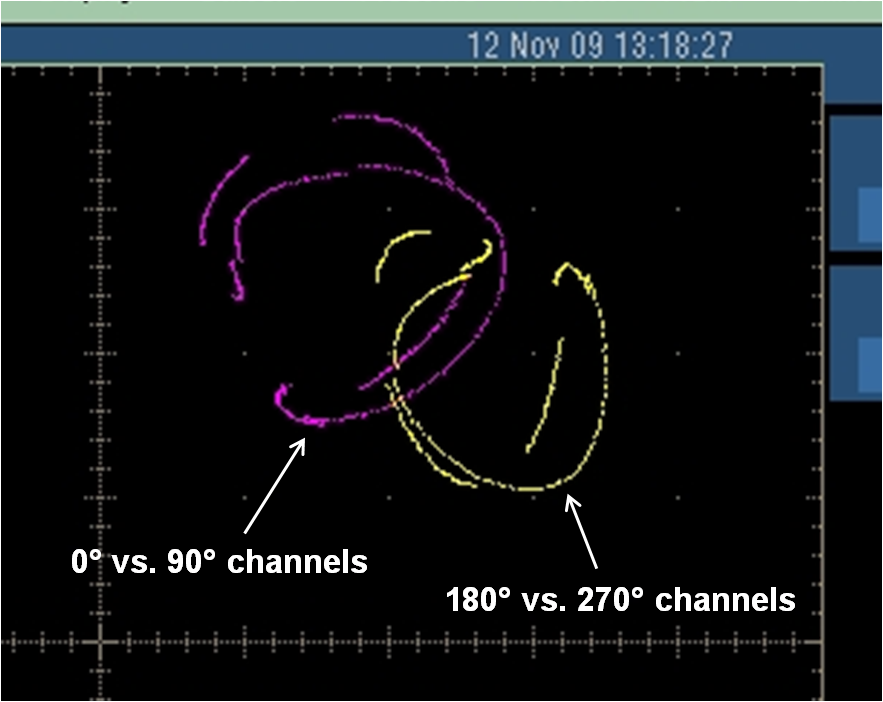 12 Nov 09 13:18:27
0° vs. 90° channels
180° vs. 270° channels